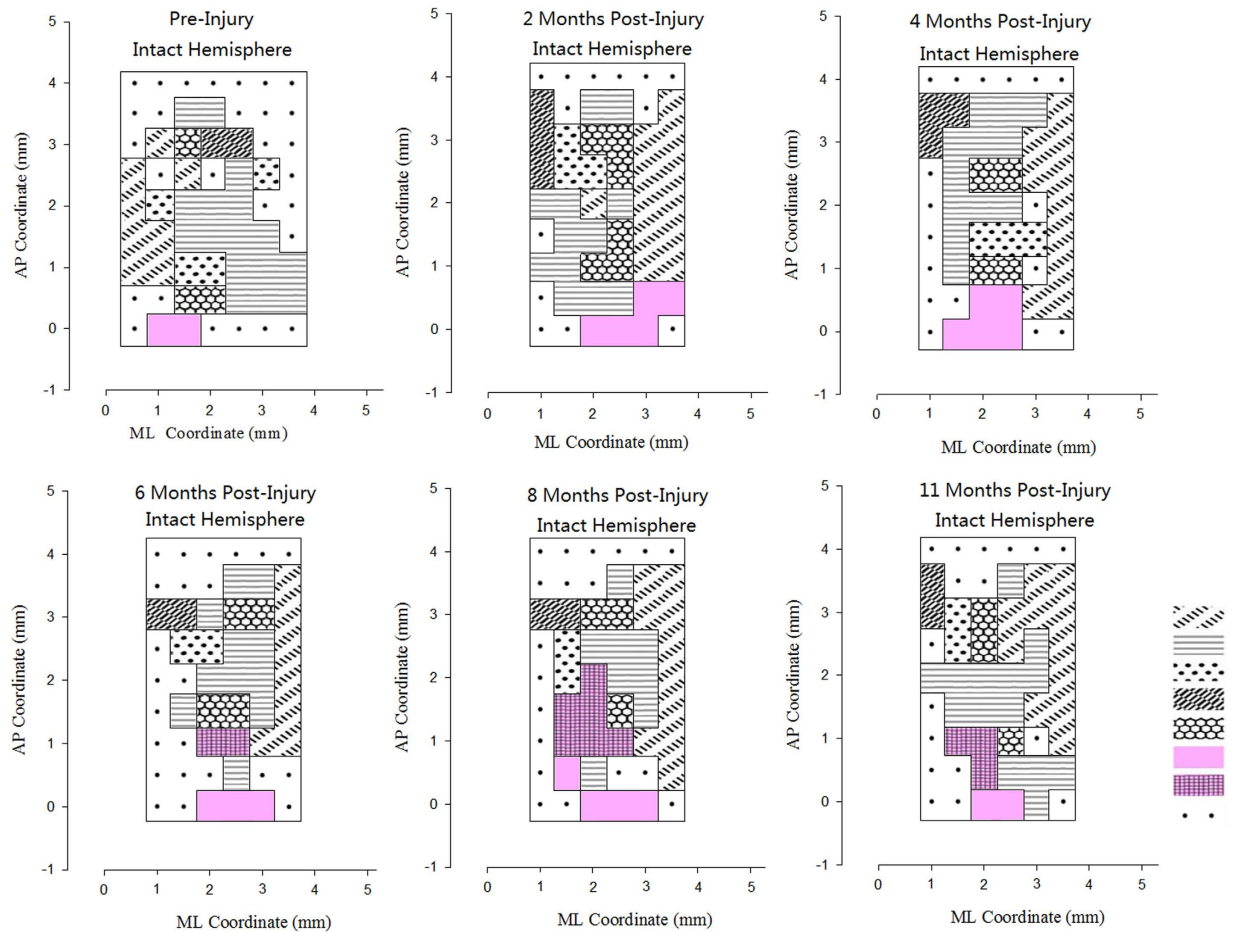 Pre-Injury
Intact Hemisphere
5
4
3
2
1
0
-1
AP Coordinate (mm)
0 1 2 3 4 5
ML Coordinate (mm)
2 Months Post-Injury
Intact Hemisphere
5
4
3
2
1
0
-1
AP Coordinate (mm)
0 1 2 3 4 5
ML Coordinate (mm)
4 Months Post-Injury
Intact Hemisphere
5
4
3
2
1
0
-1
AP Coordinate (mm)
0 1 2 3 4 5
ML Coordinate (mm)
6 Months Post-Injury
Intact Hemisphere
5
4
3
2
1
0
-1
AP Coordinate (mm)
0 1 2 3 4 5
ML Coordinate (mm)
8 Months Post-Injury
Intact Hemisphere
5
4
3
2
1
0
-1
AP Coordinate (mm)
0 1 2 3 4 5
ML Coordinate (mm)
11 Months Post-Injury
Intact Hemisphere
5
4
3
2
1
0
-1
AP Coordinate (mm)
0 1 2 3 4 5
ML Coordinate (mm)